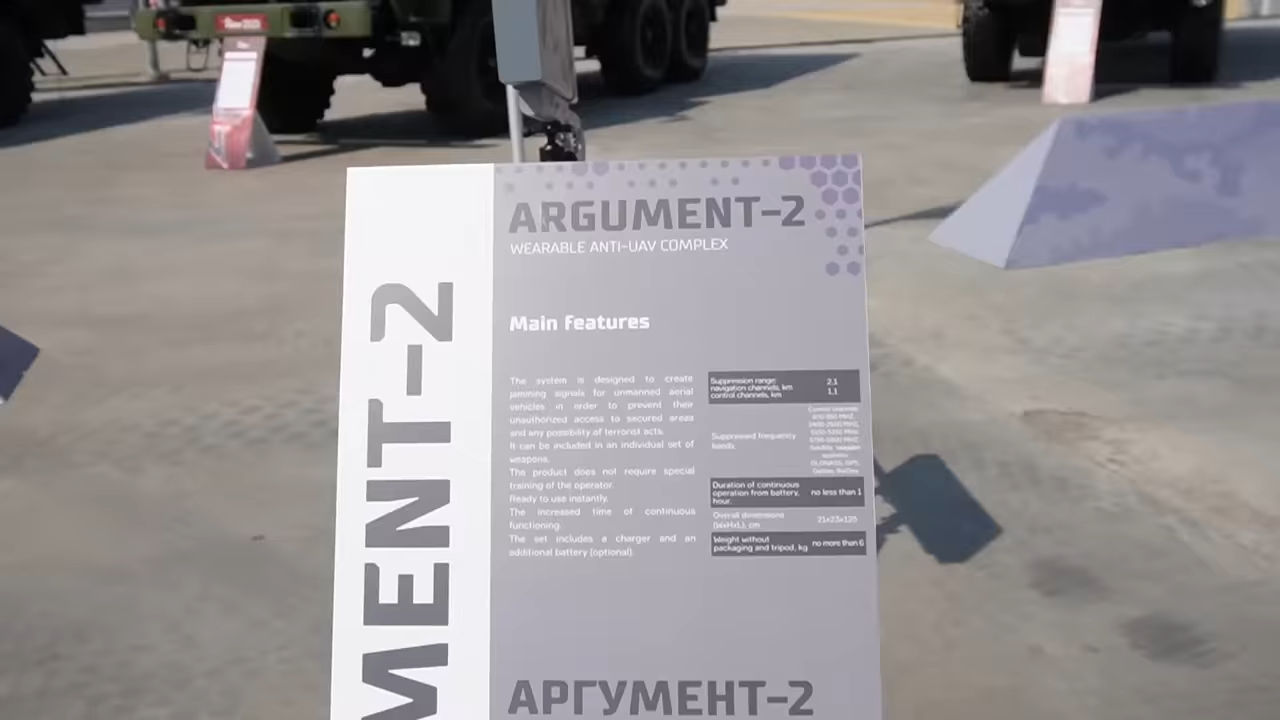 MENT-2
ARGUMENT-2
WEARABLE ANTI-UAV COMPLEX
Main features
The system is designed to create
jamming signals for unmanned aerial
vehicles in order to prevent their
unauthorized access to secured areas
and any possibility of terrorist acts.
It can be included in an individual set of
weapons.
The product does not require special
training of the operator.
Ready to use instantly.
The increased time of continuous
functioning.
The set includes a charger and an
additional battery (optional).
Suppression range:
navigation channels, km 2.1
control channels, km 1.1
Suppressed frequency
bands:
GLONASS, GPS,
Duration of continuous
operation from battery, no less than 1
hour.
Overall dimensions
(WxHxL), cm 21x23x125
Weight without
packaging and tripod, kg no more than 6
АРГУМЕНТ-2